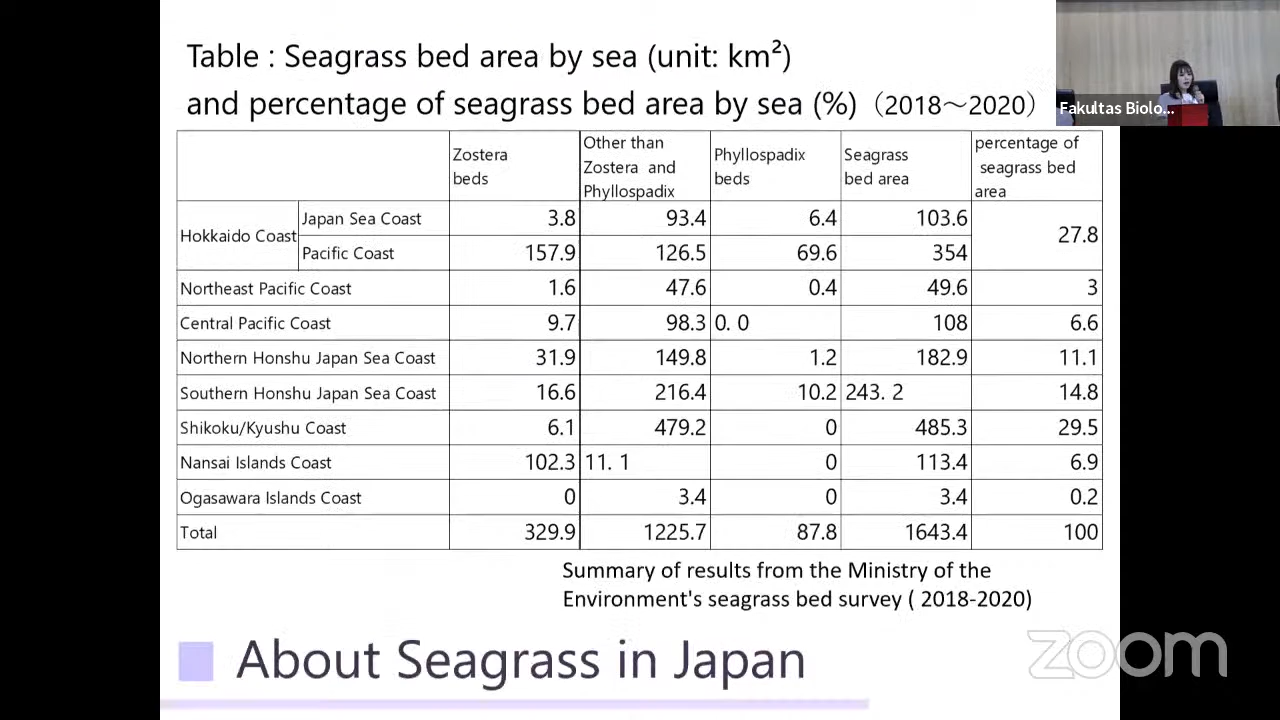 Table : Seagrass bed area by sea (unit: km²)
and percentage of seagrass bed area by sea (%)（2018～2020）
Fakultas Biolo...
Zostera beds | Other than Zostera and Phyllospadix | Phyllospadix beds | Seagrass bed area | percentage of seagrass bed area
Hokkaido Coast | Japan Sea Coast | 3.8 | 93.4 | 6.4 | 103.6 | 27.8
Pacific Coast | 157.9 | 126.5 | 69.6 | 354
Northeast Pacific Coast | 1.6 | 47.6 | 0.4 | 49.6 | 3
Central Pacific Coast | 9.7 | 98.3 | 0. 0 | 108 | 6.6
Northern Honshu Japan Sea Coast | 31.9 | 149.8 | 1.2 | 182.9 | 11.1
Southern Honshu Japan Sea Coast | 16.6 | 216.4 | 10.2 | 243. 2 | 14.8
Shikoku/Kyushu Coast | 6.1 | 479.2 | 0 | 485.3 | 29.5
Nansai Islands Coast | 102.3 | 11. 1 | 0 | 113.4 | 6.9
Ogasawara Islands Coast | 0 | 3.4 | 0 | 3.4 | 0.2
Total | 329.9 | 1225.7 | 87.8 | 1643.4 | 100
Summary of results from the Ministry of the
Environment's seagrass bed survey ( 2018-2020)
About Seagrass in Japan
zoom